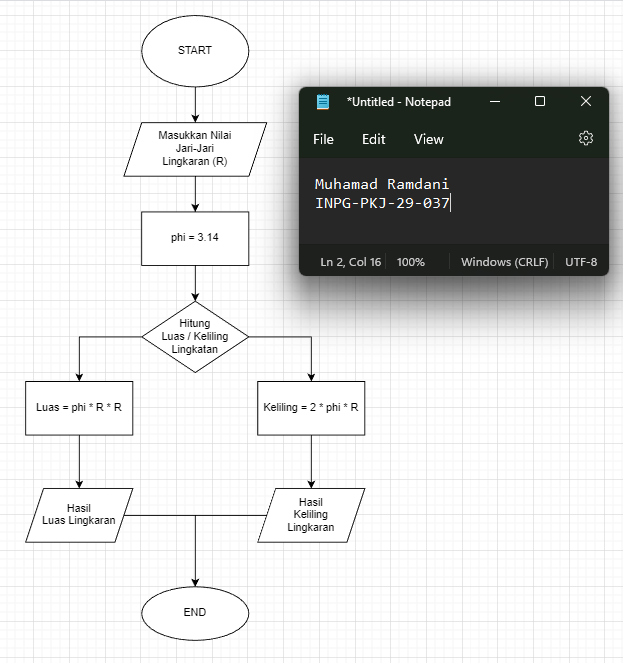 START
Masukkan Nilai
Jari-Jari
Lingkaran (R)
phi = 3.14
Hitung
Luas / Keliling
Lingkatan
Luas = phi * R * R
Keliling = 2 * phi * R
Hasil
Luas Lingkaran
Hasil
Keliling
Lingkaran
END
*Untitled - Notepad
File Edit View
Muhamad Ramdani
INPG-PKJ-29-037
Ln 2, Col 16 100% Windows (CRLF) UTF-8